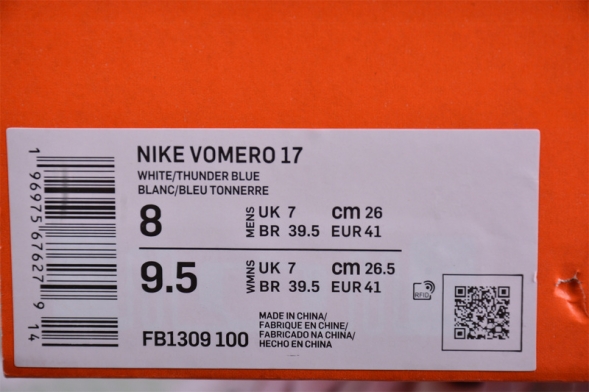 NIKE VOMERO 17
WHITE/THUNDER BLUE
BLANC/BLEU TONNERRE
8 MENS UK 7 cm 26
BR 39.5 EUR 41
9.5 WMNS UK 7 cm 26.5
BR 39.5 EUR 41
RFID
FB1309 100
MADE IN CHINA/
FABRIQUE EN CHINE/
FABRICADO NA CHINA/
HECHO EN CHINA
1 96975 67627 9 14